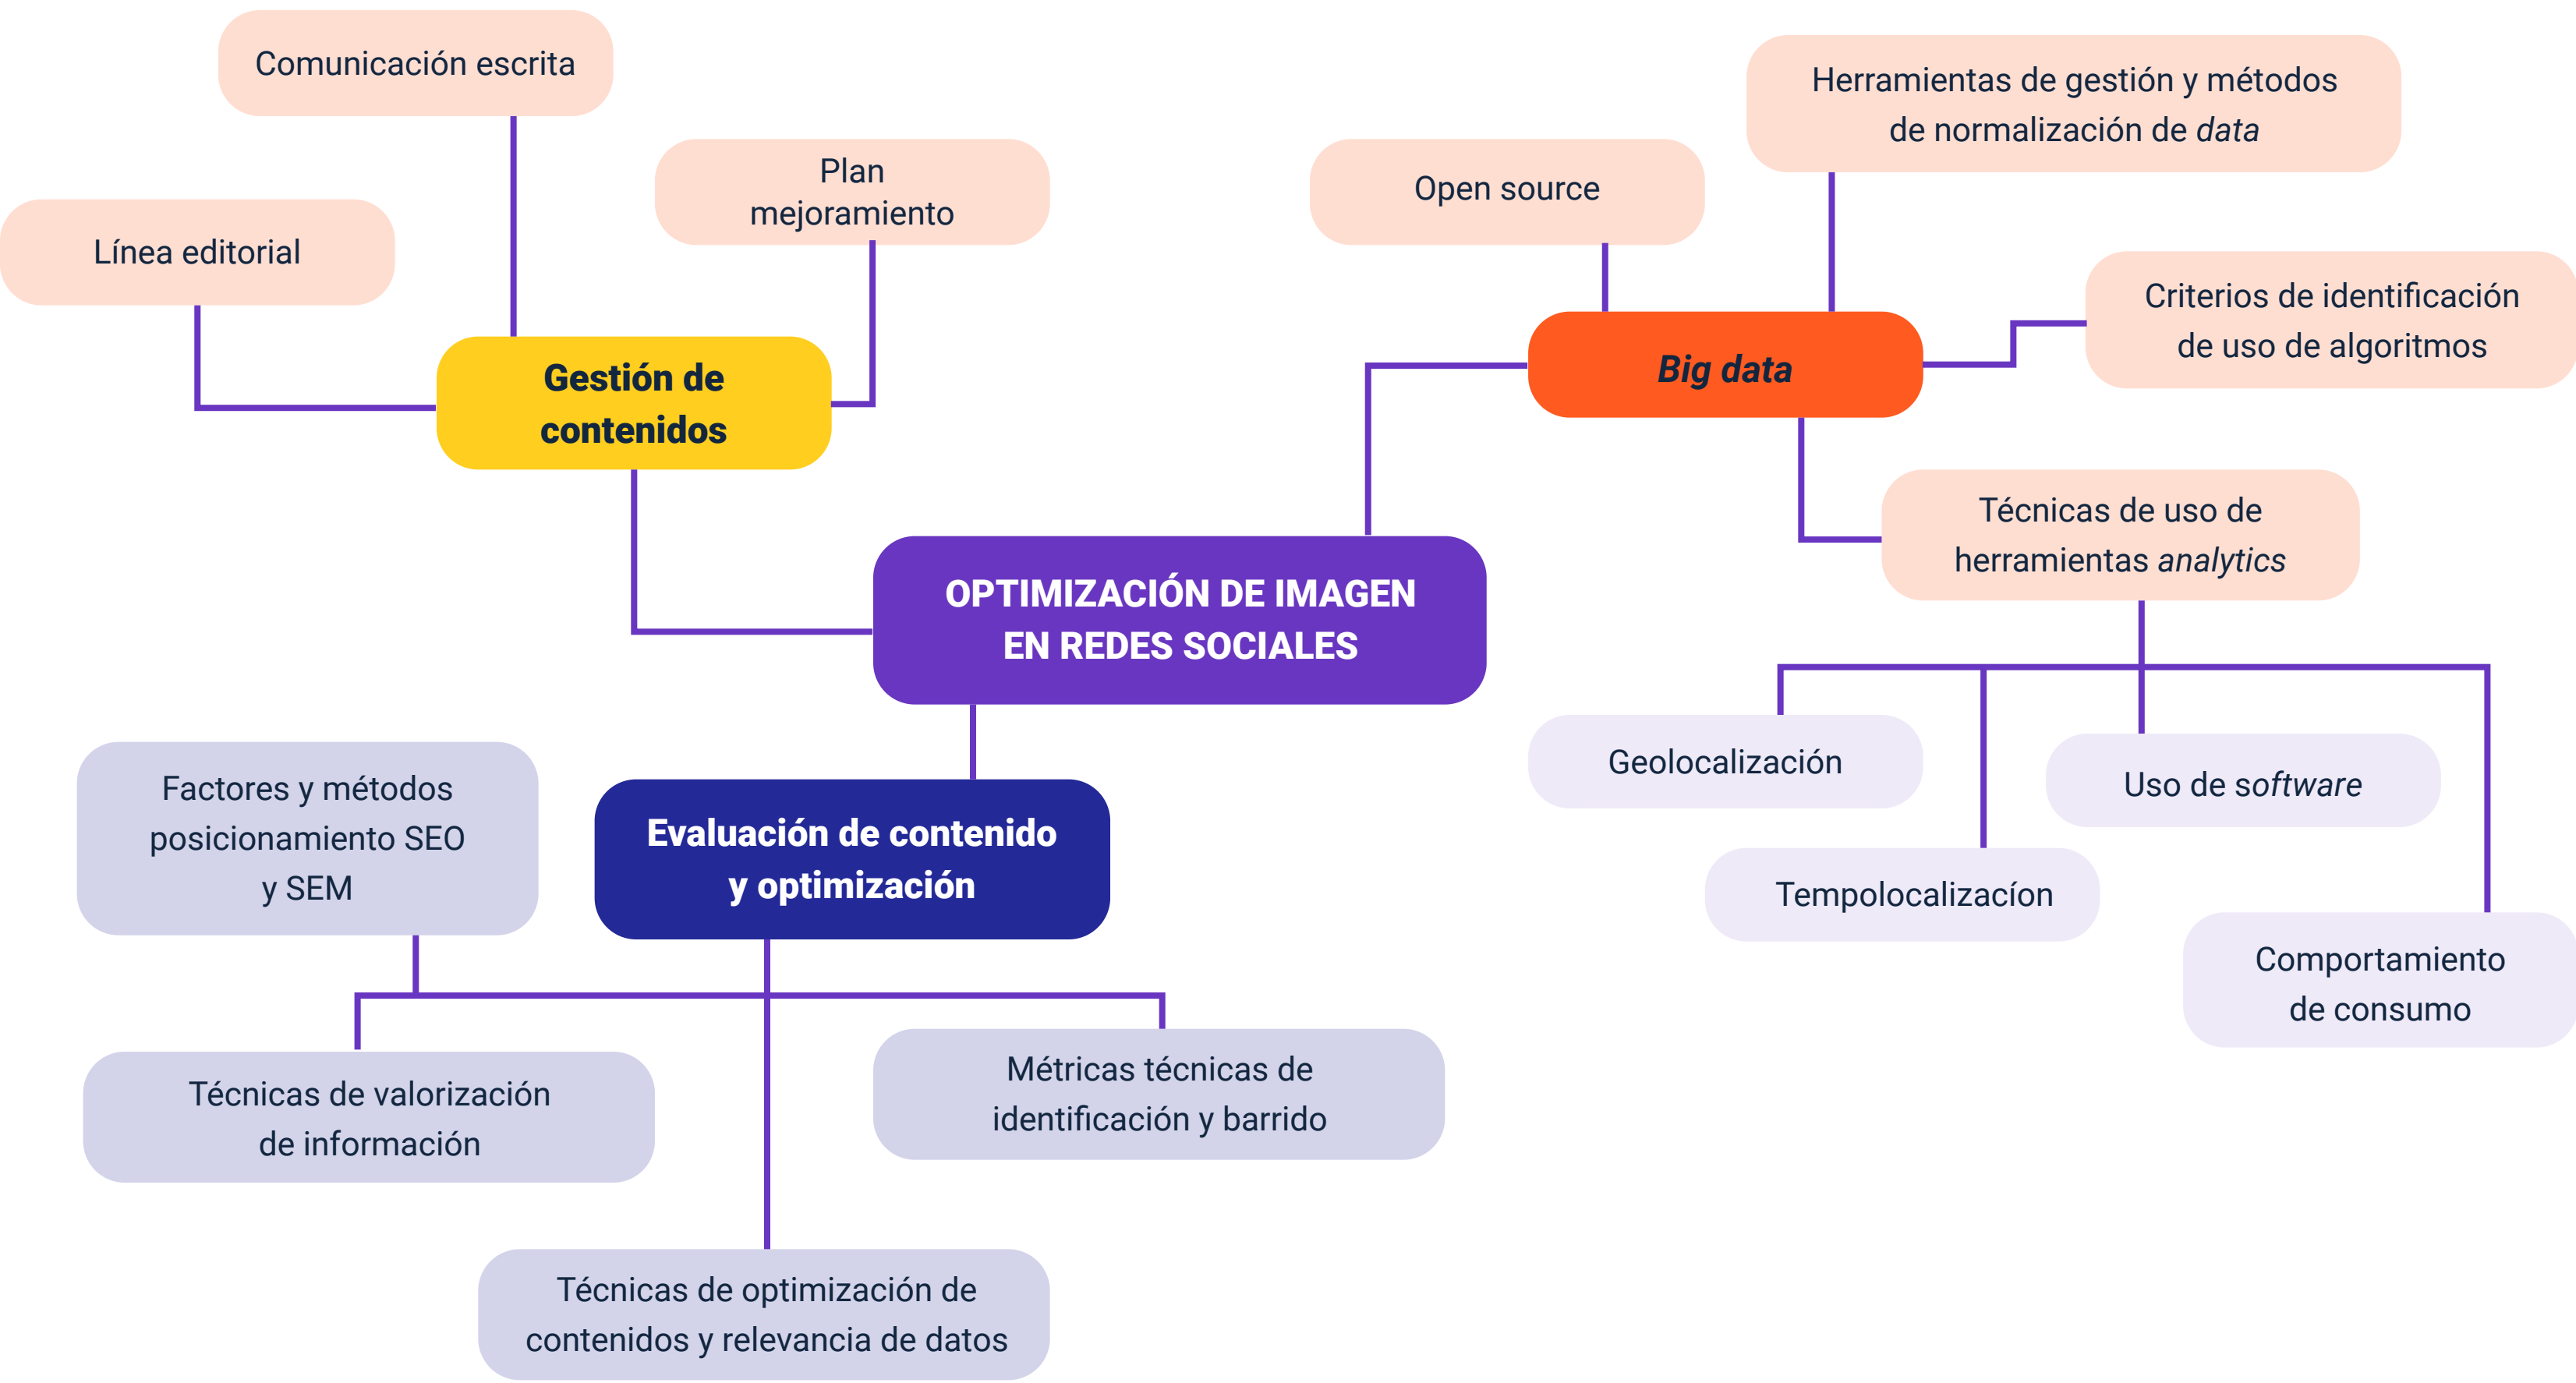 Comunicación escrita
Herramientas de gestión y métodos
de normalización de data
Plan
mejoramiento
Open source
Línea editorial
Criterios de identificación
de uso de algoritmos
Gestión de
contenidos
Big data
Técnicas de uso de
herramientas analytics
OPTIMIZACIÓN DE IMAGEN
EN REDES SOCIALES
Geolocalización
Uso de software
Factores y métodos
posicionamiento SEO
y SEM
Evaluación de contenido
y optimización
Tempolocalizacíon
Comportamiento
de consumo
Técnicas de valorización
de información
Métricas técnicas de
identificación y barrido
Técnicas de optimización de
contenidos y relevancia de datos